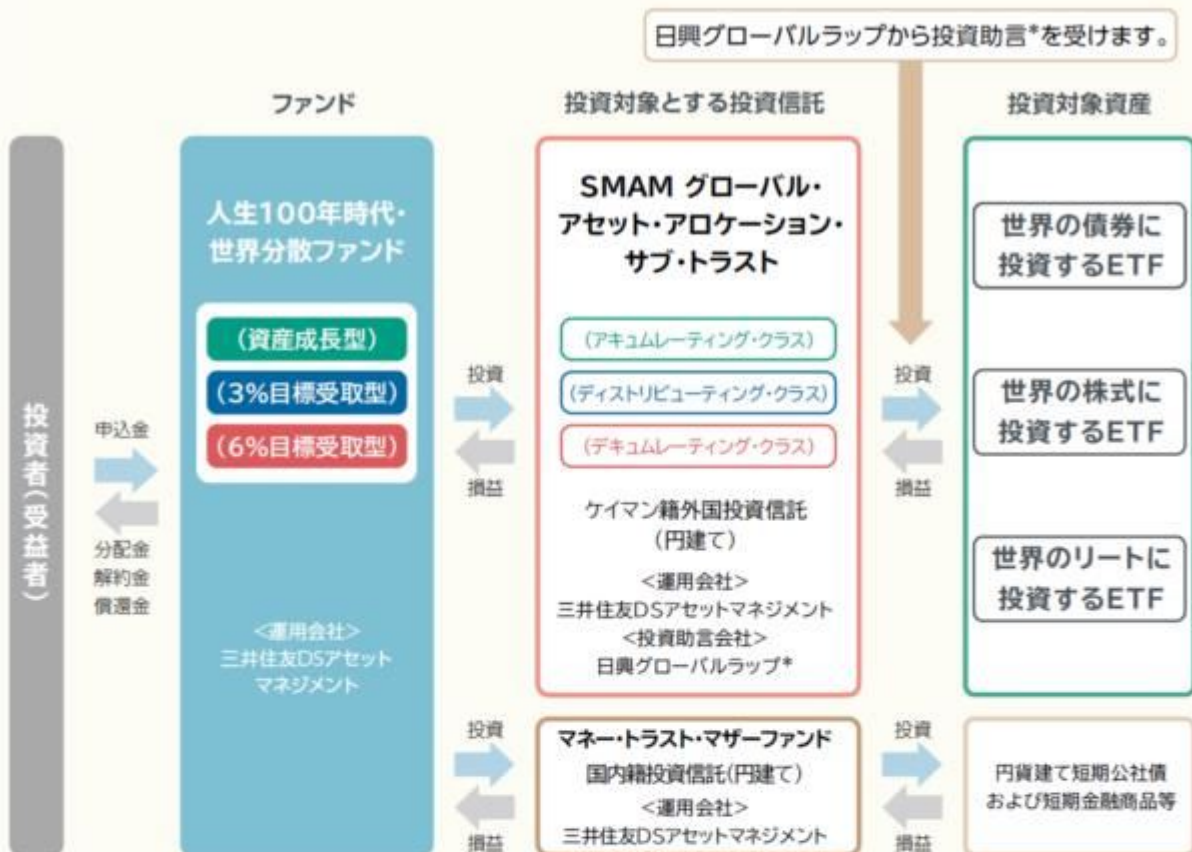 日興グローバルラップから投資助言*を受けます。
ファンド
投資対象とする投資信託
投資対象資産
投資者(受益者)
申込金
分配金
解約金
償還金
人生100年時代・
世界分散ファンド
(資産成長型)
(3%目標受取型)
(6%目標受取型)
<運用会社>
三井住友DSアセット
マネジメント
投資
損益
SMAM グローバル・
アセット・アロケーション・
サブ・トラスト
(アキュムレーティング・クラス)
(ディストリビューティング・クラス)
(デキュムレーティング・クラス)
ケイマン籍外国投資信託
(円建て)
<運用会社>
三井住友DSアセットマネジメント
<投資助言会社>
日興グローバルラップ*
投資
損益
世界の債券に
投資するETF
世界の株式に
投資するETF
世界のリートに
投資するETF
投資
損益
マネー・トラスト・マザーファンド
国内籍投資信託(円建て)
<運用会社>
三井住友DSアセットマネジメント
投資
損益
円貨建て短期公社債
および短期金融商品等